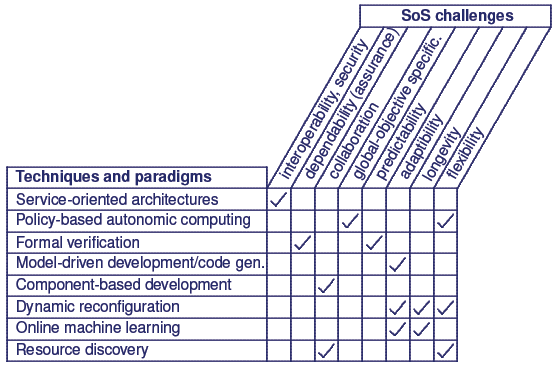 SoS challenges
interoperability, security
dependability (assurance)
collaboration
global-objective specific.
predictability
adaptibility
longevity
flexibility
Techniques and paradigms
Service-oriented architectures
Policy-based autonomic computing
Formal verification
Model-driven development/code gen.
Component-based development
Dynamic reconfiguration
Online machine learning
Resource discovery